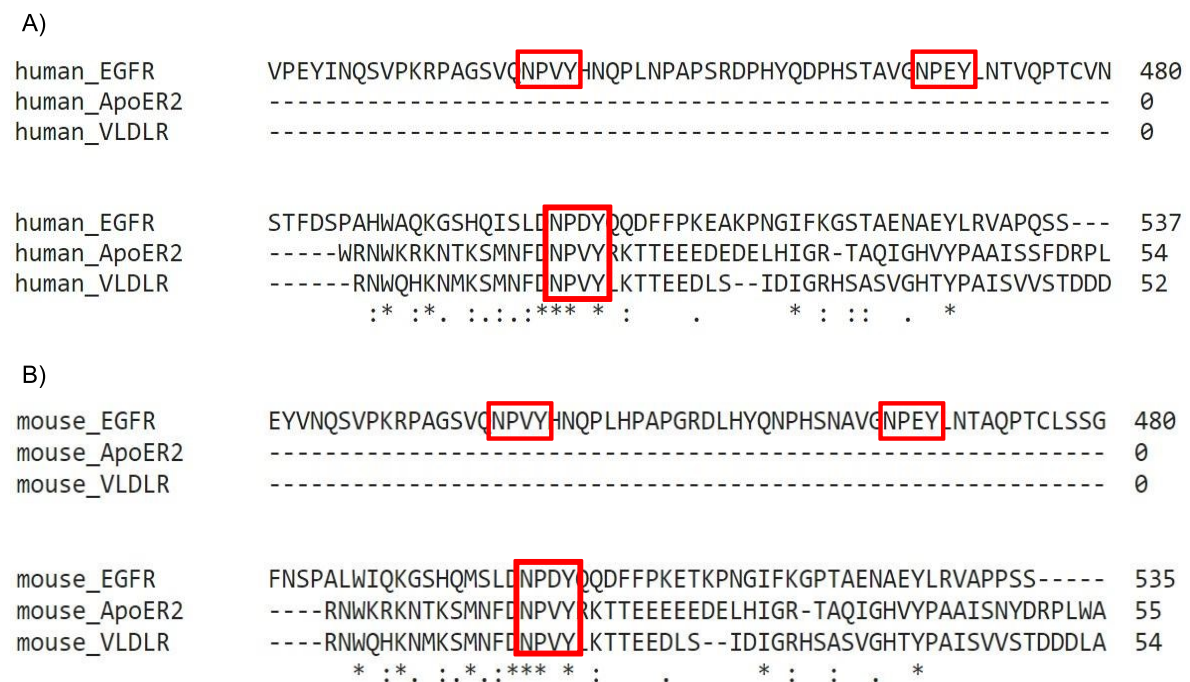 A)
human_EGFR VPEYINQSVPKRPAGSVQNPVYHNQPLNPAPSRDPHYQDPHSTAVGNPEYLNTVQPTCVN 480
human_ApoER2 ------------------------------------------------------------ 0
human_VLDLR ------------------------------------------------------------ 0
human_EGFR STFDSPAHWAQKGSHQISLDNPDYQQDFFPKEAKPNGIFKGSTAENAEYLRVAPQSS--- 537
human_ApoER2 -----WRNWKRKNTKSMNFDNPVYRKTTEEEDEDELHIGR-TAQIGHVYPAAISSFDRPL 54
human_VLDLR ------RNWQHKNMKSMNFDNPVYLKTTEEDLS--IDIGRHSASVGHTYPAISVVSTDDD 52
:* :*. :.:.:*** * : . * : :: . *
B)
mouse_EGFR EYVNQSVPKRPAGSVQNPVYHNQPLHPAPGRDLHYQNPHSNAVGNPEYLNTAQPTCLSSG 480
mouse_ApoER2 ------------------------------------------------------------ 0
mouse_VLDLR ------------------------------------------------------------ 0
mouse_EGFR FNSPALWIQKGSHQMSLDNPDYQQDFFPKETKPNGIFKGPTAENAEYLRVAPPSS----- 535
mouse_ApoER2 ----RNWKRKNTKSMNFDNPVYRKTTEEEEEDELHIGR-TAQIGHVYPAAISNYDRPLWA 55
mouse_VLDLR ----RNWQHKNMKSMNFDNPVYLKTTEEDLS--IDIGRHSASVGHTYPAISVVSTDDDLA 54
* :*. :.*.:*** * : . * : : . *